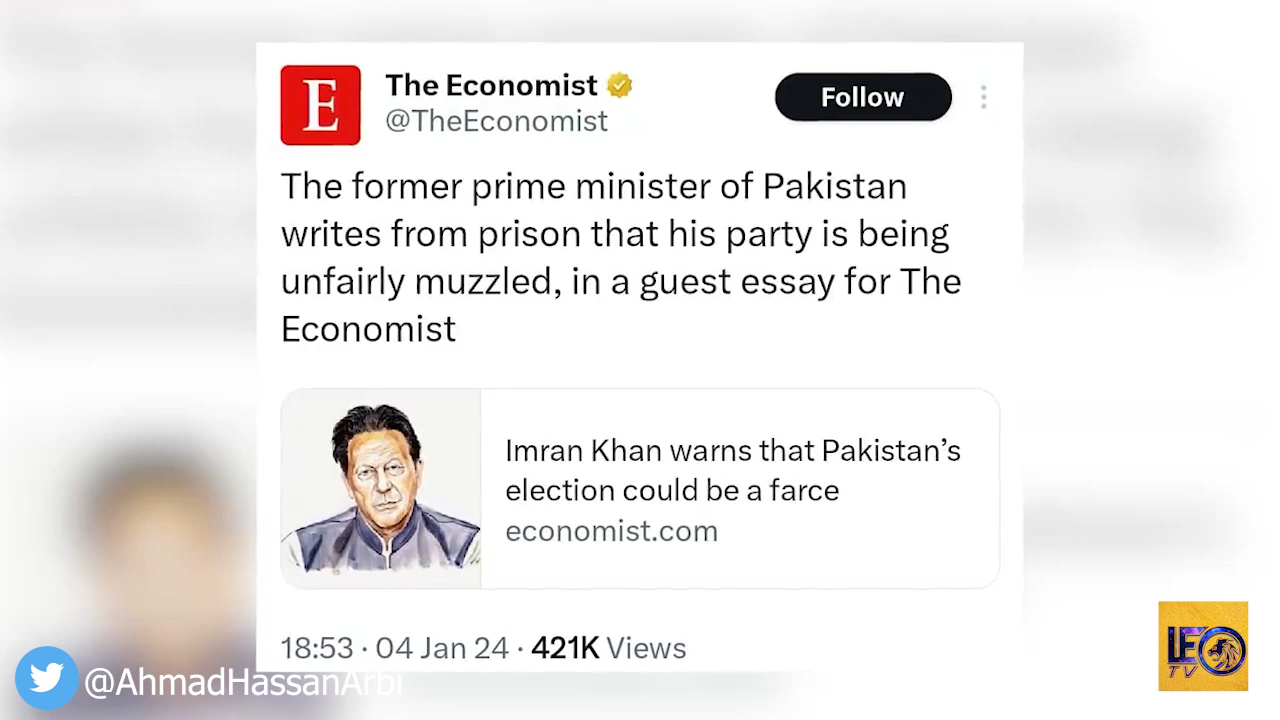 E
The Economist
@TheEconomist
Follow
The former prime minister of Pakistan
writes from prison that his party is being
unfairly muzzled, in a guest essay for The
Economist
Imran Khan warns that Pakistan’s
election could be a farce
economist.com
18:53 · 04 Jan 24 · 421K Views
@AhmadHassanArbi
LEO
TV